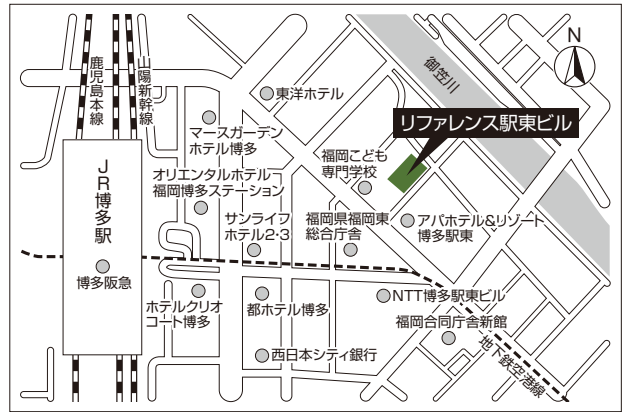 鹿児島本線
山陽新幹線
東洋ホテル
御笠川
N
マースガーデン
ホテル博多
リファレンス駅東ビル
福岡こども
専門学校
JR博多駅
オリエンタルホテル
福岡博多ステーション
サンライフ
ホテル2・3
福岡県福岡東
総合庁舎
アパホテル&リゾート
博多駅東
博多阪急
ホテルクリオ
コート博多
都ホテル博多
NTT博多駅東ビル
福岡合同庁舎新館
西日本シティ銀行
地下鉄空港線